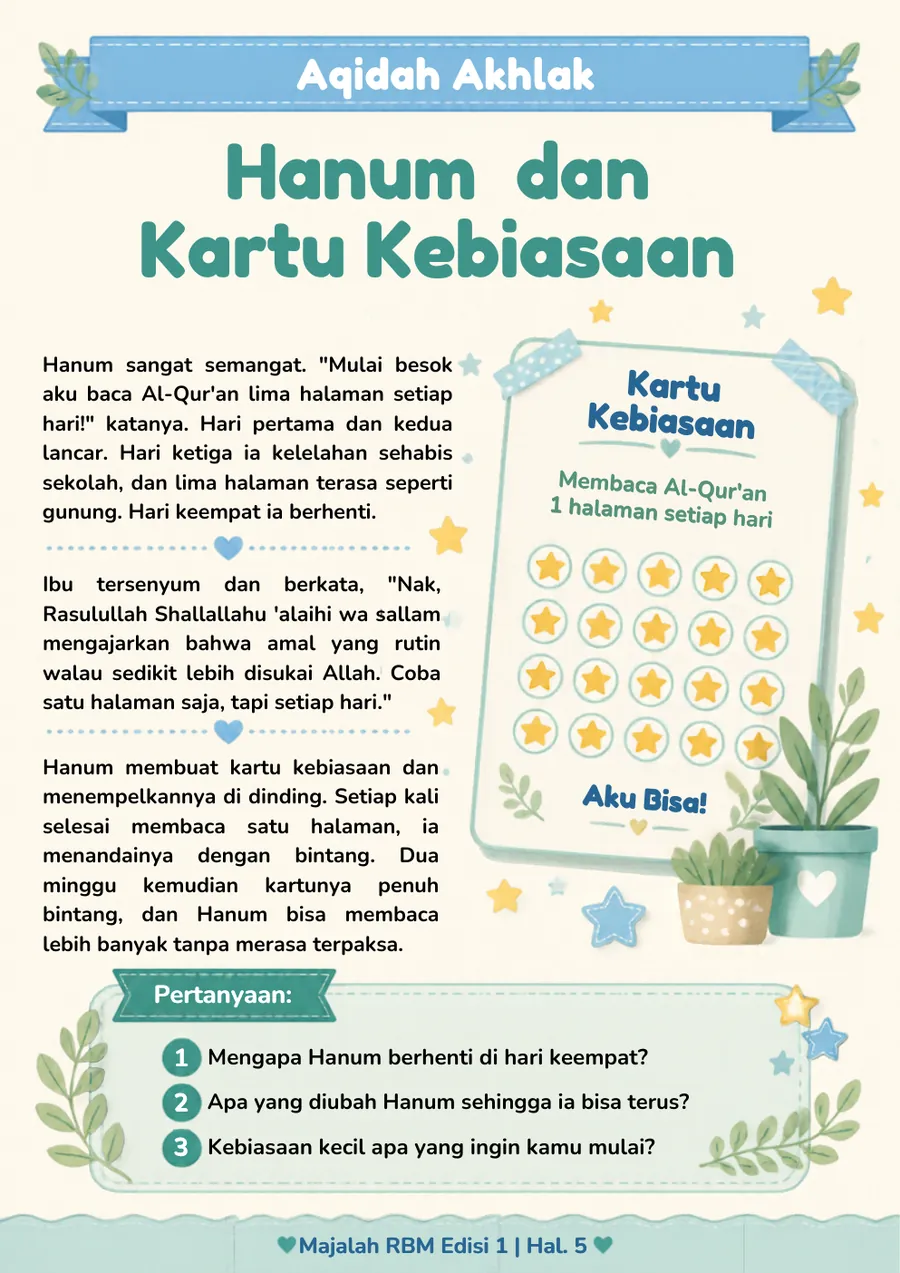 Aqidah Akhlak
Hanum dan
Kartu Kebiasaan
Hanum sangat semangat. "Mulai besok
aku baca Al-Qur'an lima halaman setiap
hari!" katanya. Hari pertama dan kedua
lancar. Hari ketiga ia kelelahan sehabis
sekolah, dan lima halaman terasa seperti
gunung. Hari keempat ia berhenti.
Ibu tersenyum dan berkata, "Nak,
Rasulullah Shallallahu 'alaihi wa sallam
mengajarkan bahwa amal yang rutin
walau sedikit lebih disukai Allah. Coba
satu halaman saja, tapi setiap hari."
Hanum membuat kartu kebiasaan dan
menempelkannya di dinding. Setiap kali
selesai membaca satu halaman, ia
menandainya dengan bintang. Dua
minggu kemudian kartunya penuh
bintang, dan Hanum bisa membaca
lebih banyak tanpa merasa terpaksa.
Kartu
Kebiasaan
Membaca Al-Qur'an
1 halaman setiap hari
Aku Bisa!
Pertanyaan:
1 Mengapa Hanum berhenti di hari keempat?
2 Apa yang diubah Hanum sehingga ia bisa terus?
3 Kebiasaan kecil apa yang ingin kamu mulai?
Majalah RBM Edisi 1 | Hal. 5